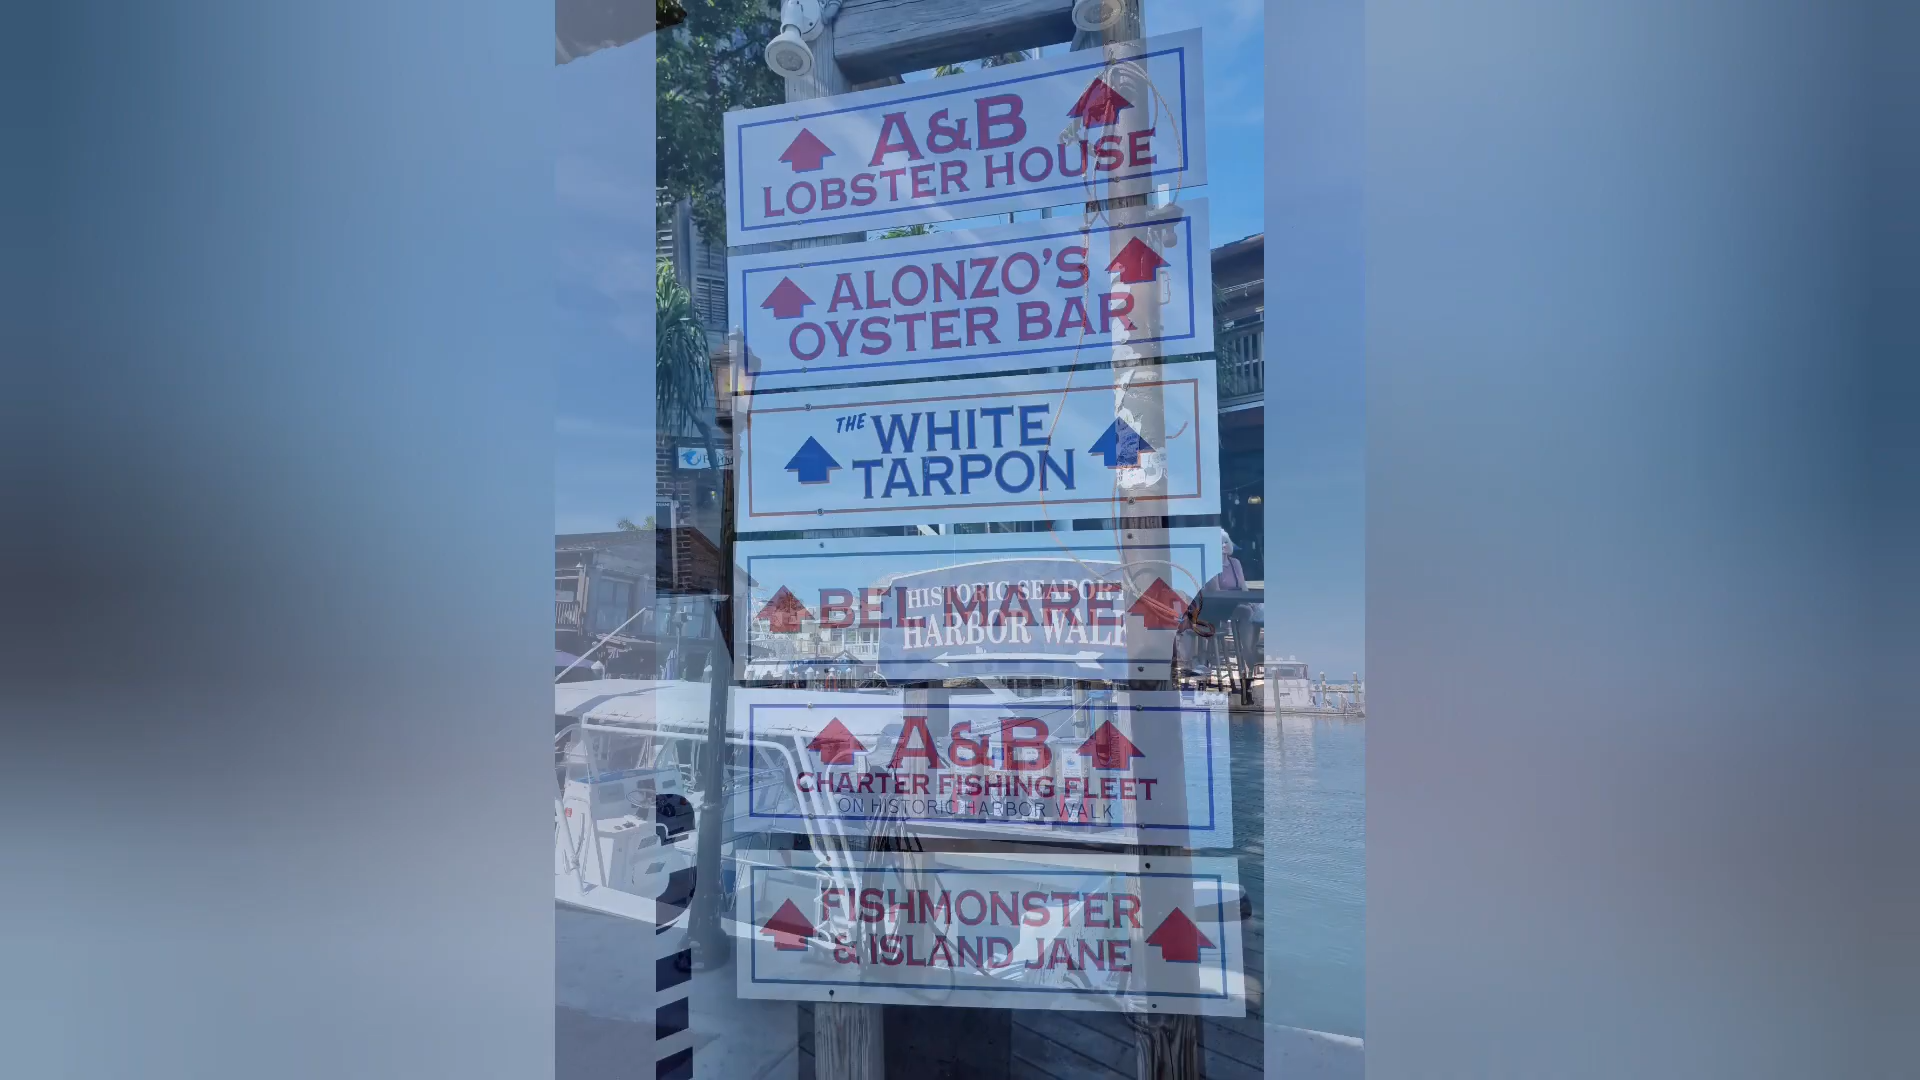 A&B
LOBSTER HOUSE
ALONZO'S
OYSTER BAR
THE WHITE
TARPON
BEL MARE
HISTORIC SEAPORT
HARBOR WALK
A&B
CHARTER FISHING FLEET
ON HISTORIC HARBOR WALK
FISHMONSTER
& ISLAND JANE